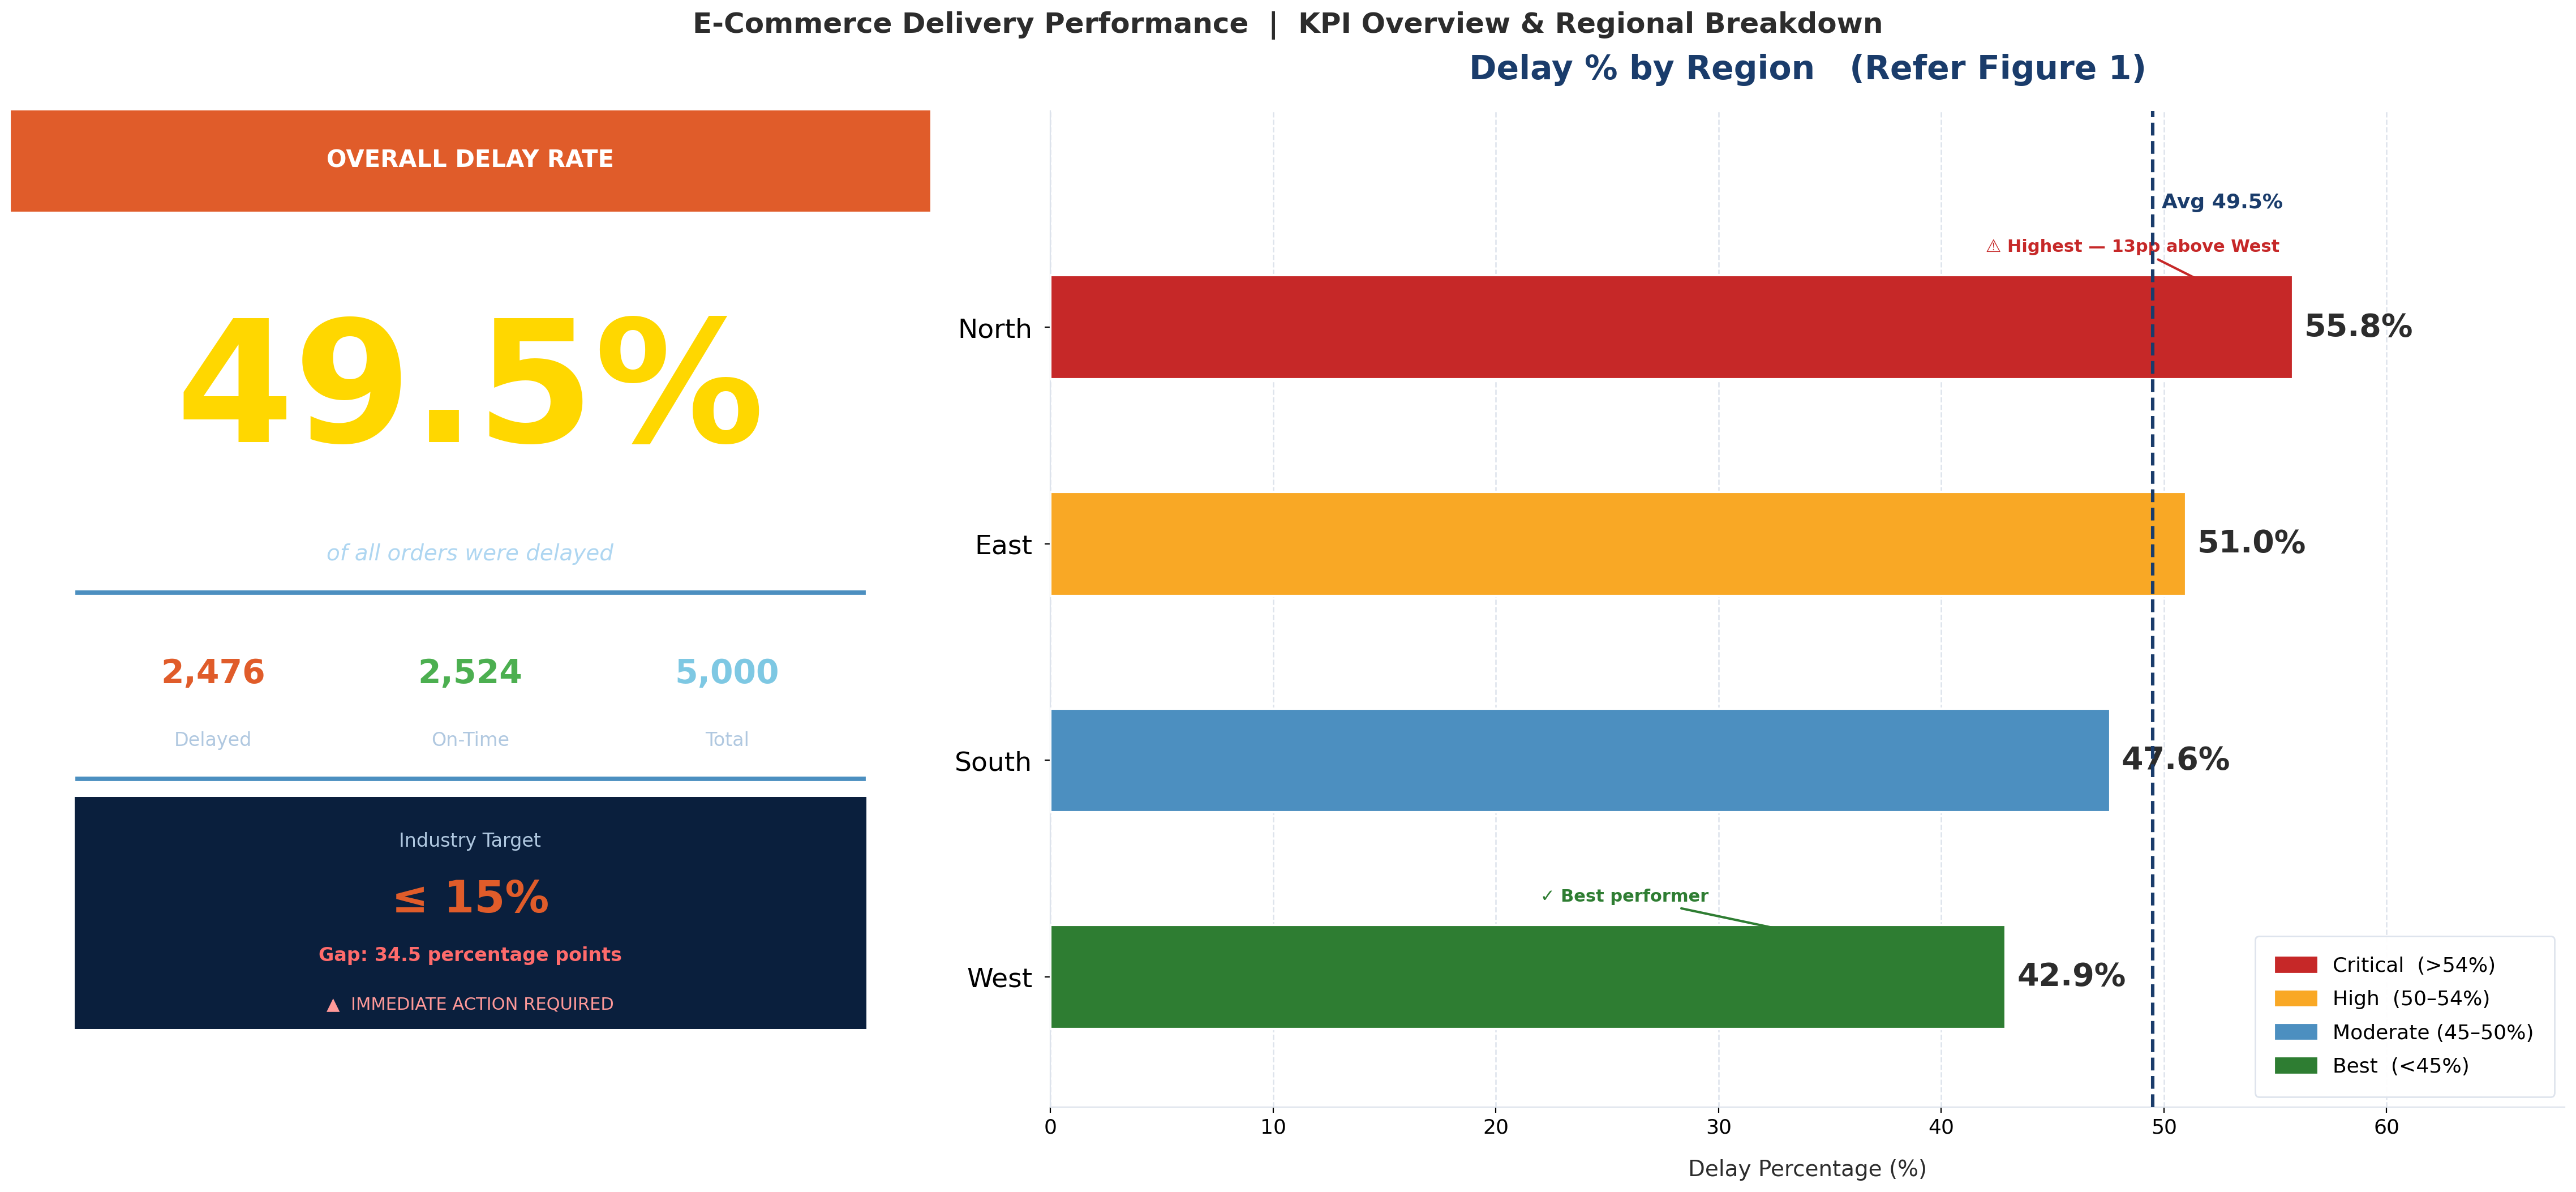 E-Commerce Delivery Performance  |  KPI Overview & Regional Breakdown
OVERALL DELAY RATE
49.5%
of all orders were delayed
2,476 2,524 5,000
Delayed On-Time Total
Industry Target
≤ 15%
Gap: 34.5 percentage points
▲ IMMEDIATE ACTION REQUIRED
Delay % by Region   (Refer Figure 1)
Avg 49.5%
⚠ Highest — 13pp above West
North 55.8%
East 51.0%
South 47.6%
✓ Best performer
West 42.9%
Critical  (>54%)
High  (50–54%)
Moderate (45–50%)
Best  (<45%)
0 10 20 30 40 50 60
Delay Percentage (%)